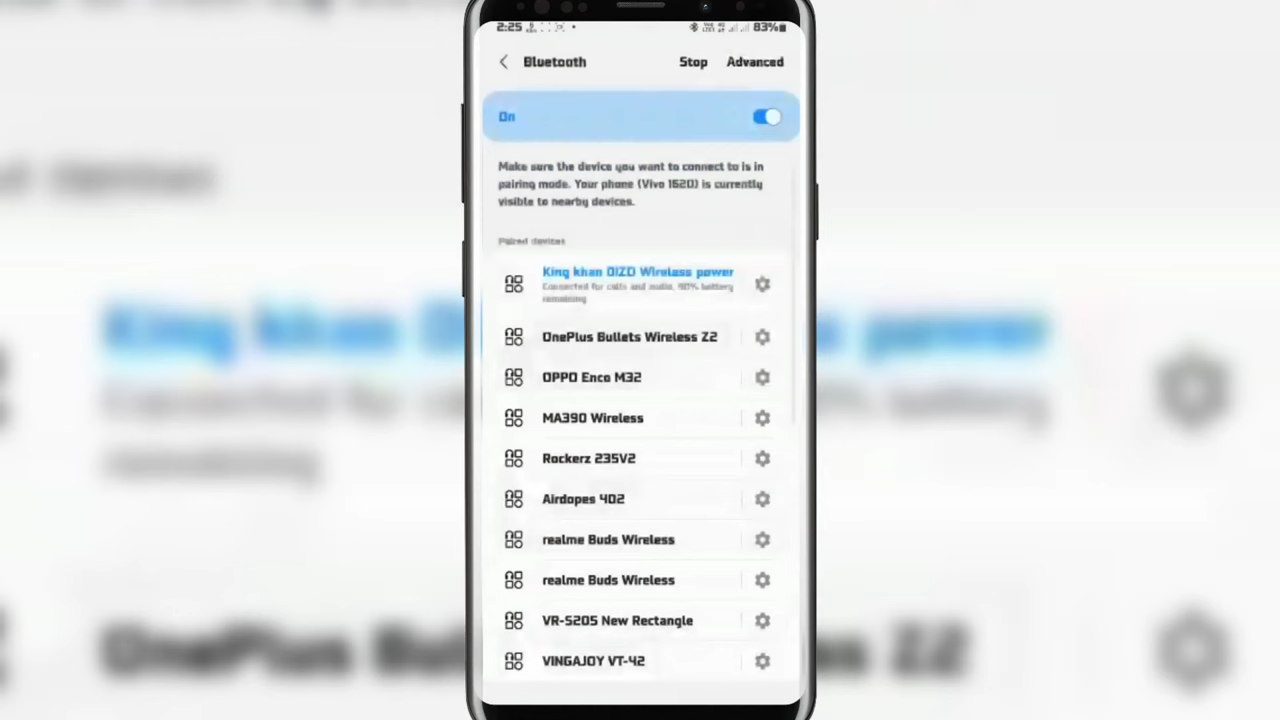 2:25
83%
Bluetooth
Stop
Advanced
On
Make sure the device you want to connect to is in
pairing mode. Your phone (Vivo 1620) is currently
visible to nearby devices.
Paired devices
King khan DIZO Wireless power
Connected for calls and audio, 90% battery
remaining
OnePlus Bullets Wireless Z2
OPPO Enco M32
MA390 Wireless
Rockerz 235V2
Airdopes 402
realme Buds Wireless
realme Buds Wireless
VR-S205 New Rectangle
VINGAJOY VT-42